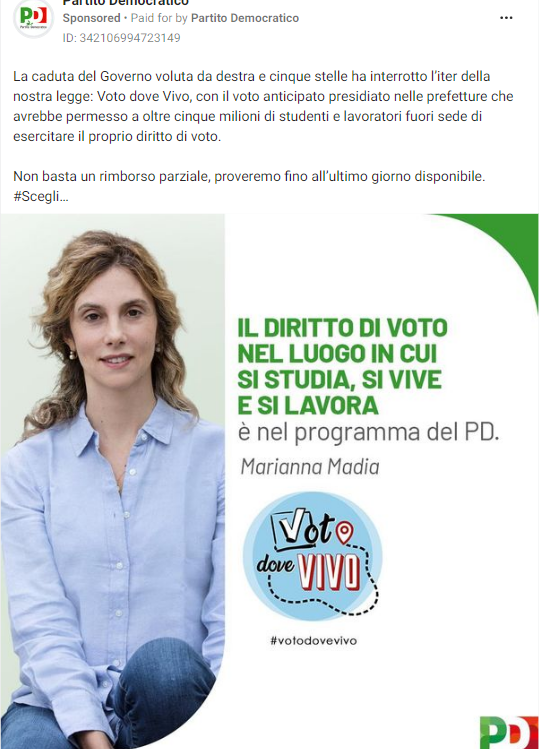 Partito Democratico
Sponsored • Paid for by Partito Democratico
ID: 342106994723149
La caduta del Governo voluta da destra e cinque stelle ha interrotto l'iter della
nostra legge: Voto dove Vivo, con il voto anticipato presidiato nelle prefetture che
avrebbe permesso a oltre cinque milioni di studenti e lavoratori fuori sede di
esercitare il proprio diritto di voto.
Non basta un rimborso parziale, proveremo fino all'ultimo giorno disponibile.
#Scegli...
IL DIRITTO DI VOTO
NEL LUOGO IN CUI
SI STUDIA, SI VIVE
E SI LAVORA
è nel programma del PD.
Marianna Madia
Voto
dove VIVO
#votodovevivo
PD